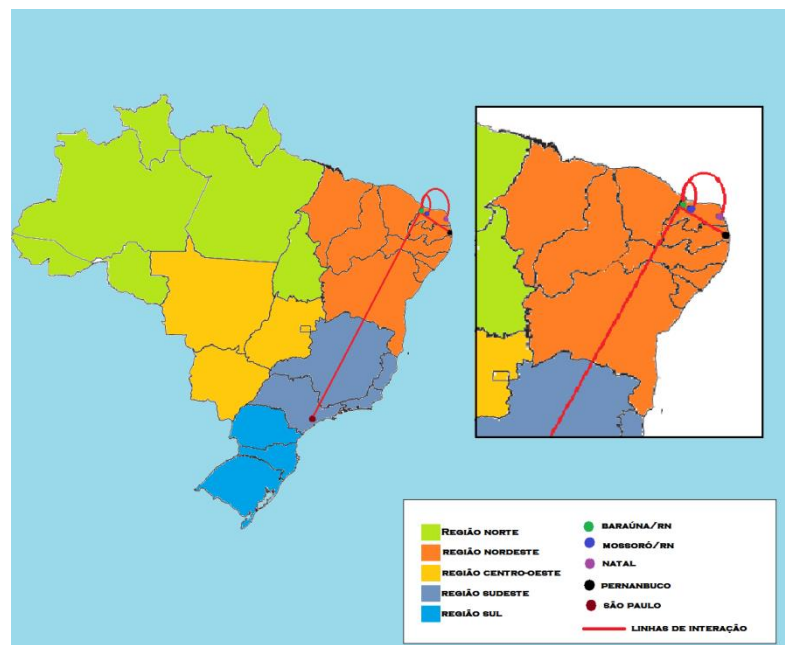 REGIÃO NORTE
REGIÃO NORDESTE
REGIÃO CENTRO-OESTE
REGIÃO SUDESTE
REGIÃO SUL
BARAÚNA/RN
MOSSORÓ/RN
NATAL
PERNANBUCO
SÃO PAULO
LINHAS DE INTERAÇÃO